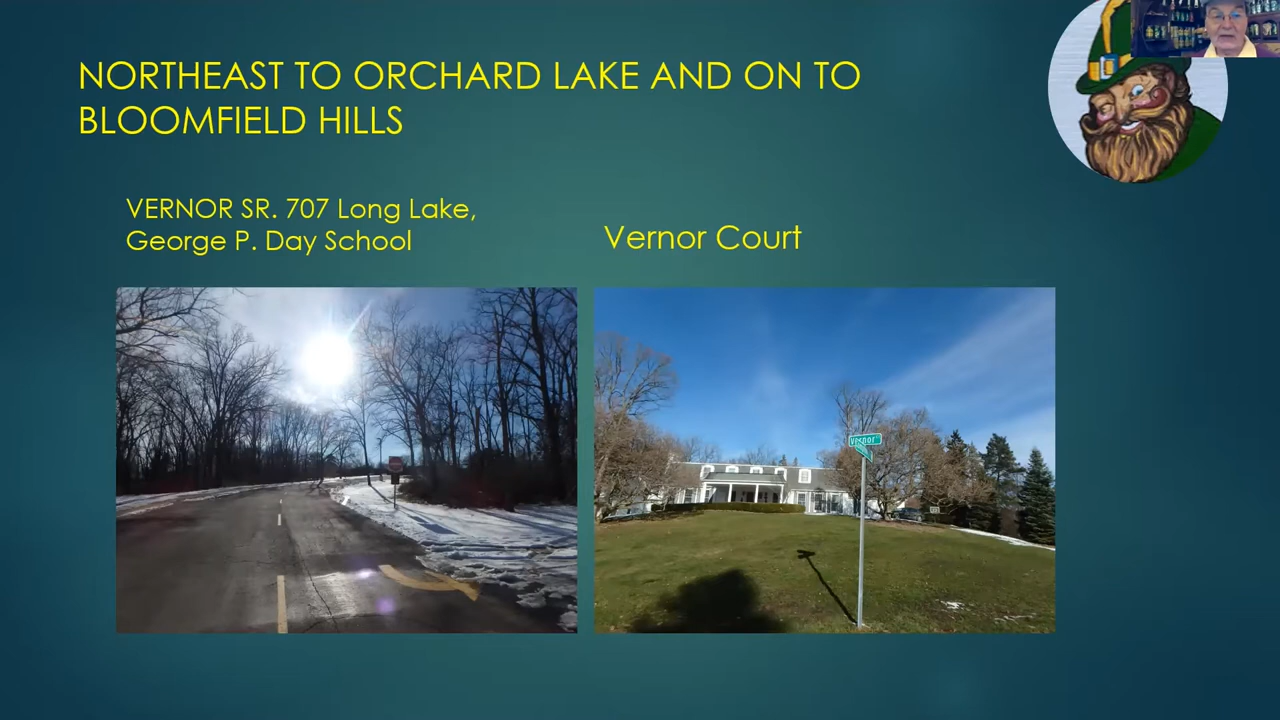 NORTHEAST TO ORCHARD LAKE AND ON TO
BLOOMFIELD HILLS
VERNOR SR. 707 Long Lake,
George P. Day School
Vernor Court
Vernor